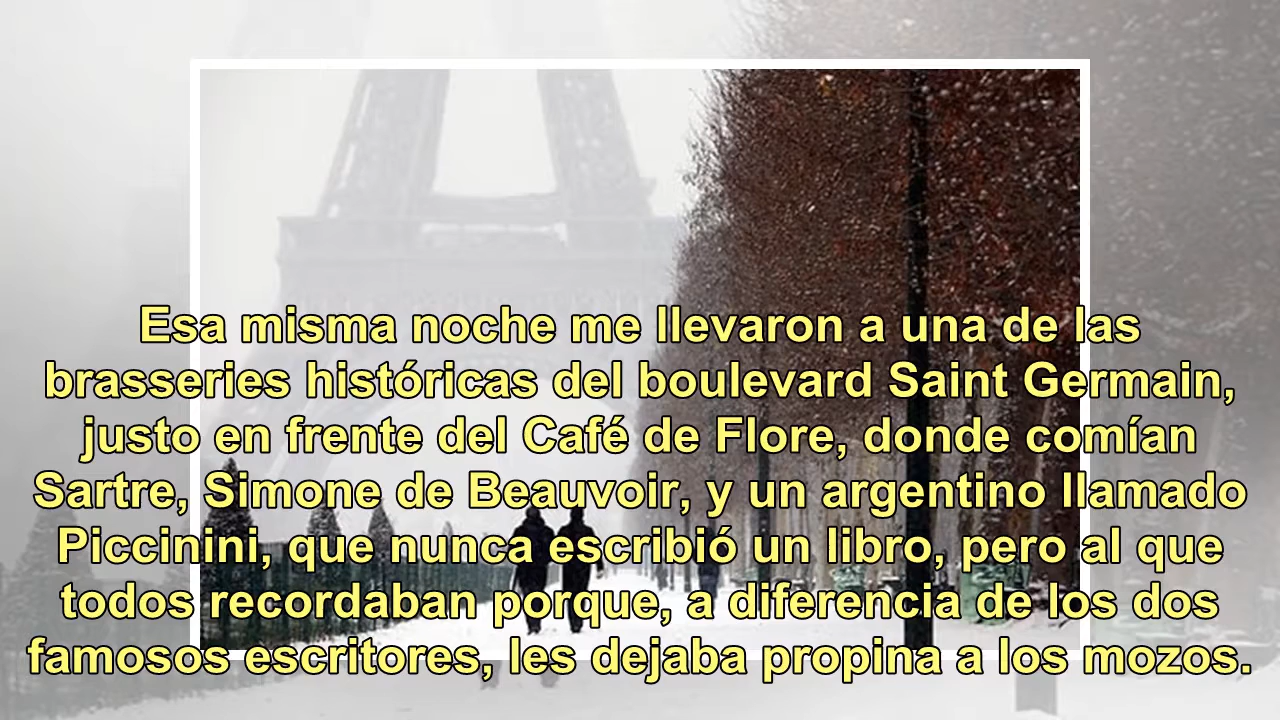 Esa misma noche me llevaron a una de las
brasseries históricas del boulevard Saint Germain,
justo en frente del Café de Flore, donde comían
Sartre, Simone de Beauvoir, y un argentino llamado
Piccinini, que nunca escribió un libro, pero al que
todos recordaban porque, a diferencia de los dos
famosos escritores, les dejaba propina a los mozos.